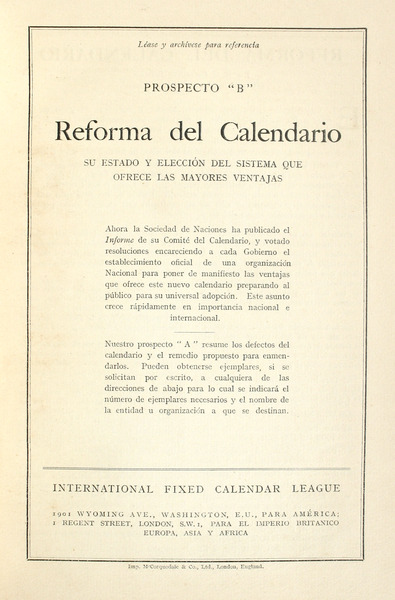 Léase y archívese para referencia
PROSPECTO "B"
Reforma del Calendario
SU ESTADO Y ELECCIÓN DEL SISTEMA QUE
OFRECE LAS MAYORES VENTAJAS
Ahora la Sociedad de Naciones ha publicado el
Informe de su Comité del Calendario, y votado
resoluciones encareciendo a cada Gobierno el
establecimiento oficial de una organización
Nacional para poner de manifiesto las ventajas
que ofrece este nuevo calendario preparando al
público para su universal adopción. Este asunto
crece rápidamente en importancia nacional e
internacional.
Nuestro prospecto "A" resume los defectos del
calendario y el remedio propuesto para enmen-
darlos. Pueden obtenerse ejemplares, si se
solicitan por escrito, a cualquiera de las
direcciones de abajo para lo cual se indicará el
número de ejemplares necesarios y el nombre de
la entidad u organización a que se destinan.
INTERNATIONAL FIXED CALENDAR LEAGUE
1901 WYOMING AVE., WASHINGTON, E.U., PARA AMÉRICA;
1 REGENT STREET, LONDON, S.W.1, PARA EL IMPERIO BRITANICO
EUROPA, ASIA Y AFRICA
Imp. McCorquodale & Co., Ltd., London, England.